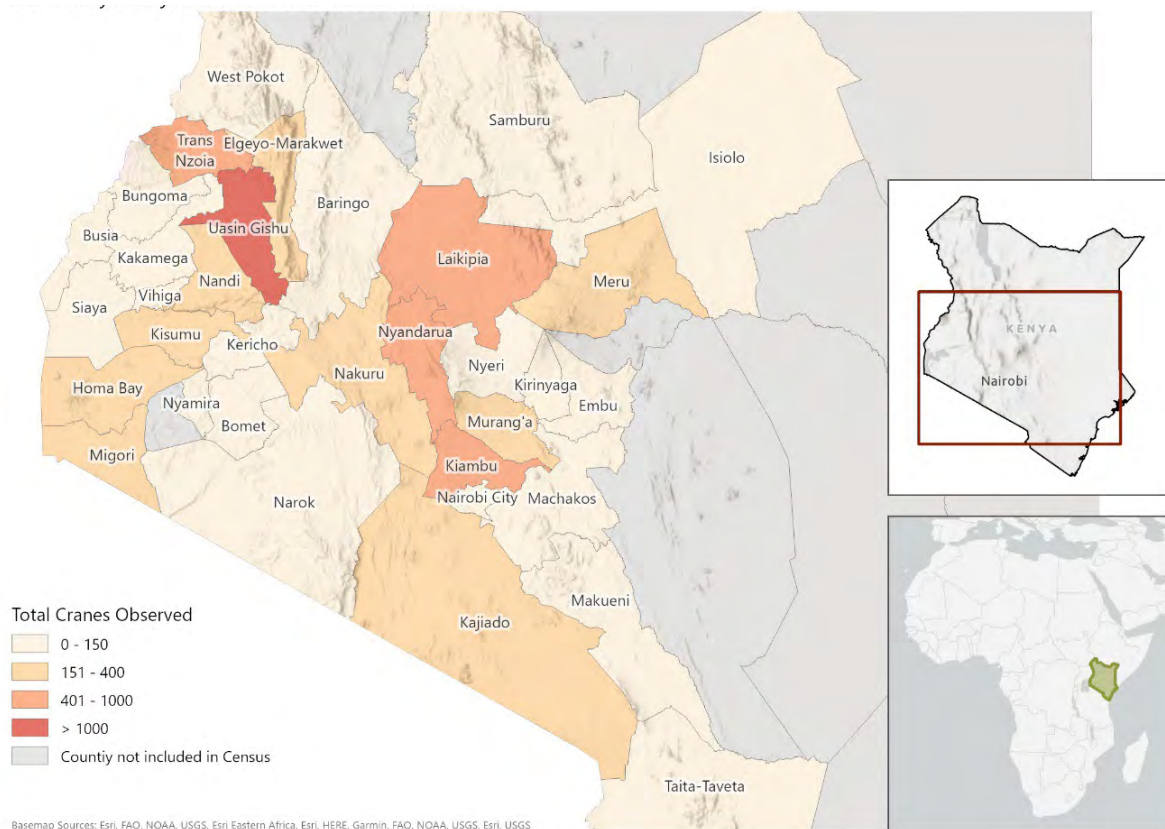 West Pokot
Samburu
Trans
Nzoia
Elgeyo-Marakwet
Isiolo
Bungoma
Baringo
Busia
Uasin Gishu
Kakamega
Laikipia
Nandi
Meru
Vihiga
Siaya
Kisumu
Nyandarua
Kericho
Nyeri
Homa Bay
Nakuru
Kirinyaga
Nyamira
Embu
Bomet
Murang'a
Migori
Kiambu
Nairobi City
Machakos
Narok
Makueni
Kajiado
Taita-Taveta
KENYA
Nairobi
Total Cranes Observed
0 - 150
151 - 400
401 - 1000
> 1000
Countiy not included in Census
Basemap Sources: Esri, FAO, NOAA, USGS, Esri Eastern Africa, Esri, HERE, Garmin, FAO, NOAA, USGS, Esri, USGS